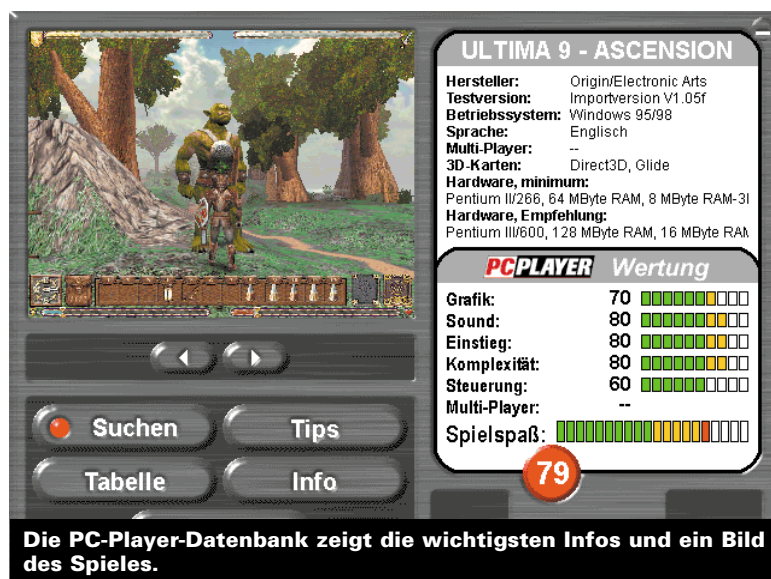 ULTIMA 9 - ASCENSION
Hersteller: Origin/Electronic Arts
Testversion: Importversion V1.05f
Betriebssystem: Windows 95/98
Sprache: Englisch
Multi-Player: --
3D-Karten: Direct3D, Glide
Hardware, minimum:
Pentium II/266, 64 MByte RAM, 8 MByte RAM-3
Hardware, Empfehlung:
Pentium III/600, 128 MByte RAM, 16 MByte RAM
PCPLAYER Wertung
Grafik: 70
Sound: 80
Einstieg: 80
Komplexität: 80
Steuerung: 60
Multi-Player: --
Spielspaß:
79
Suchen
Tips
Tabelle
Info
Die PC-Player-Datenbank zeigt die wichtigsten Infos und ein Bild
des Spieles.